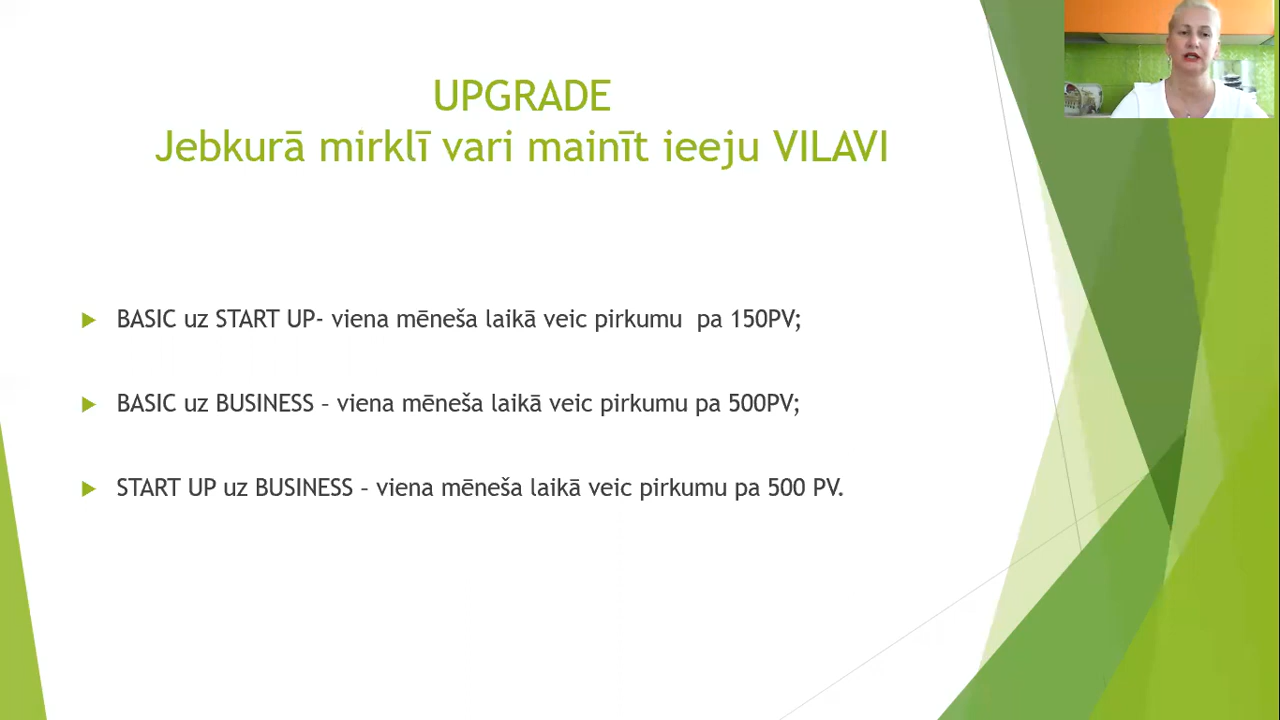 UPGRADE
Jebkurā mirklī vari mainīt ieeju VILAVI
BASIC uz START UP- viena mēneša laikā veic pirkumu  pa 150PV;
BASIC uz BUSINESS – viena mēneša laikā veic pirkumu pa 500PV;
START UP uz BUSINESS – viena mēneša laikā veic pirkumu pa 500 PV.